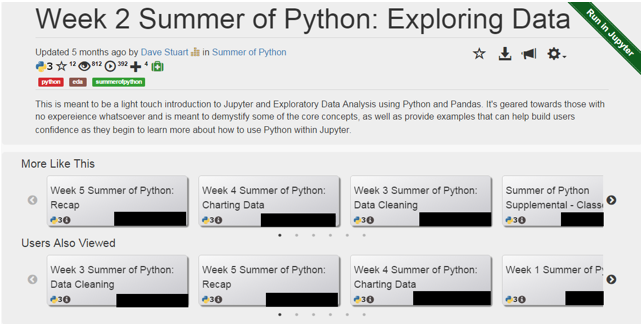 Week 2 Summer of Python: Exploring Data
Run in Jupyter
Updated 5 months ago by Dave Stuart in Summer of Python
3 12 812 392 4
python eda summerofpython
This is meant to be a light touch introduction to Jupyter and Exploratory Data Analysis using Python and Pandas. It's geared towards those with
no expereience whatsoever and is meant to demystify some of the core concepts, as well as provide examples that can help build users
confidence as they begin to learn more about how to use Python within Jupyter.
More Like This
Week 5 Summer of Python:
Recap
3
Week 4 Summer of Python:
Charting Data
3
Week 3 Summer of Python:
Data Cleaning
3
Summer of Python
Supplemental - Class
3
Users Also Viewed
Week 3 Summer of Python:
Data Cleaning
3
Week 5 Summer of Python:
Recap
3
Week 4 Summer of Python:
Charting Data
3
Week 1 Summer of Py
3